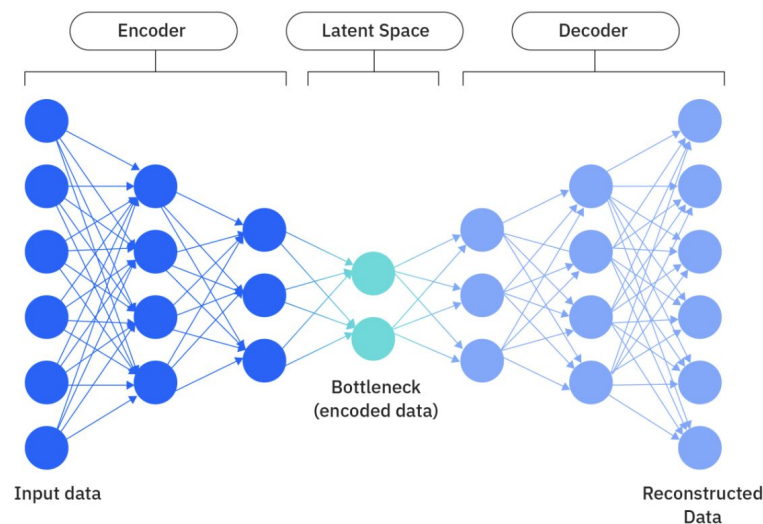 Encoder
Latent Space
Decoder
Bottleneck
(encoded data)
Input data
Reconstructed
Data